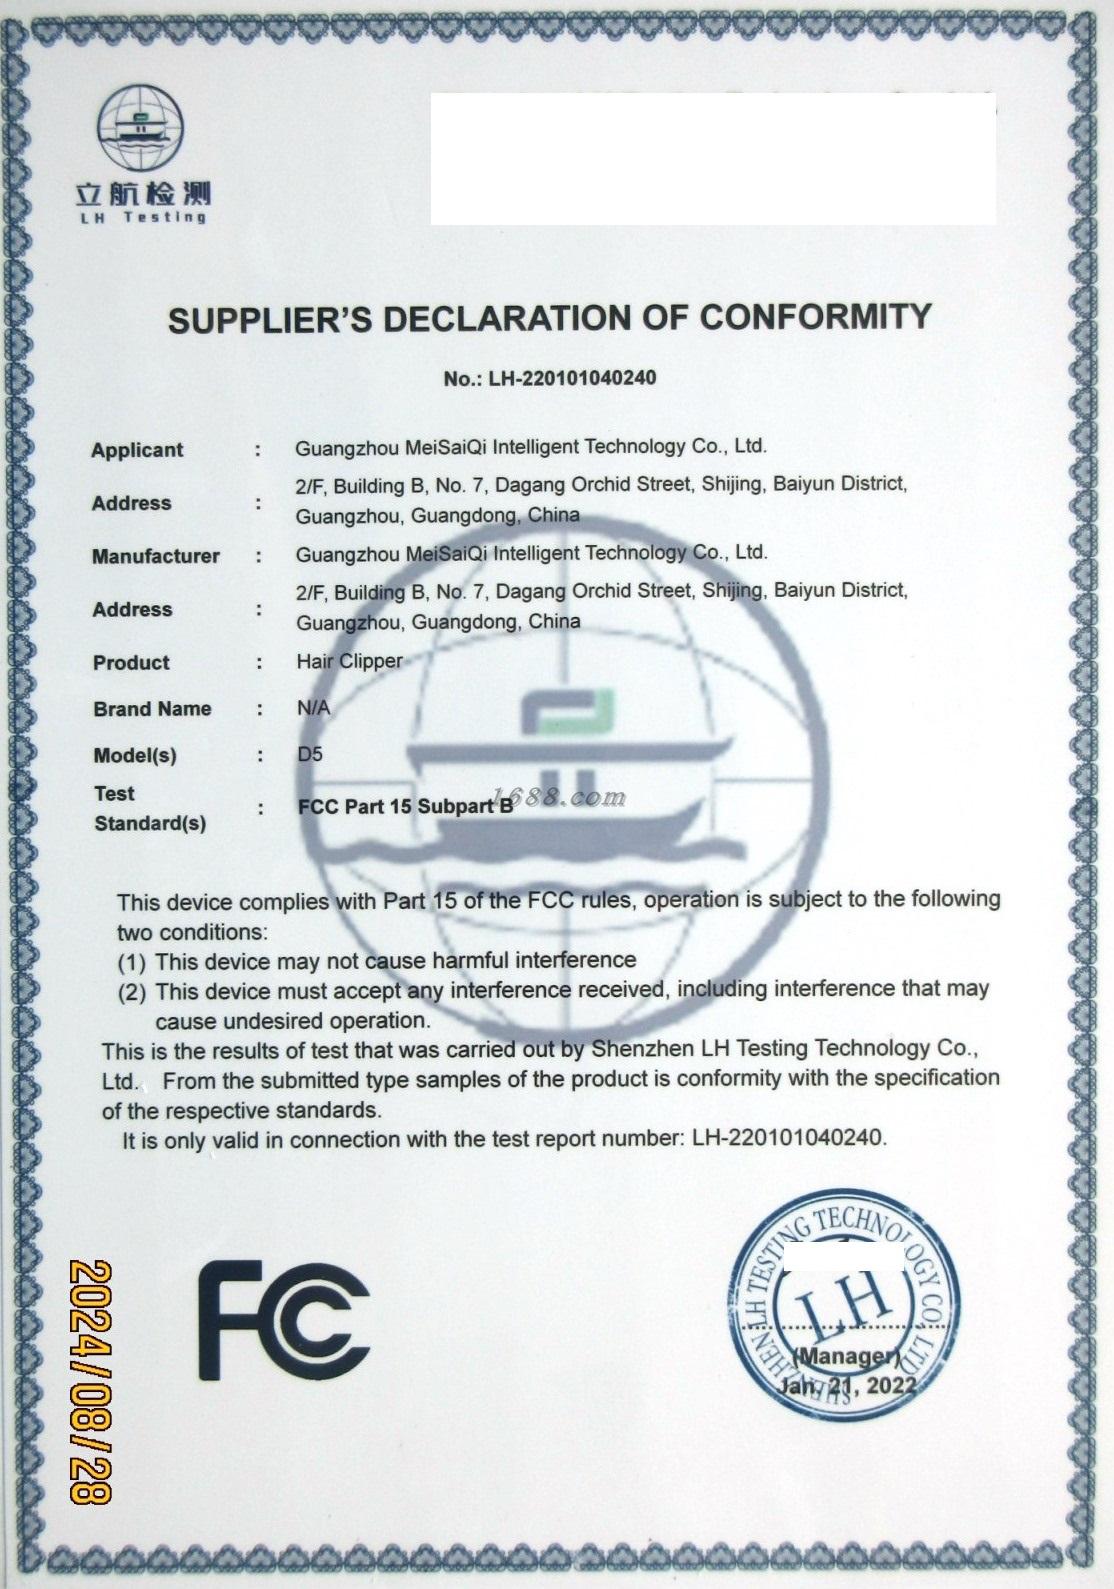 立航检测
LH Testing
SUPPLIER'S DECLARATION OF CONFORMITY
No.: LH-220101040240
Applicant : Guangzhou MeiSaiQi Intelligent Technology Co., Ltd.
Address : 2/F, Building B, No. 7, Dagang Orchid Street, Shijing, Baiyun District,
Guangzhou, Guangdong, China
Manufacturer : Guangzhou MeiSaiQi Intelligent Technology Co., Ltd.
Address : 2/F, Building B, No. 7, Dagang Orchid Street, Shijing, Baiyun District,
Guangzhou, Guangdong, China
Product : Hair Clipper
Brand Name : N/A
Model(s) : D5
Test
Standard(s) : FCC Part 15 Subpart B
1688.com
This device complies with Part 15 of the FCC rules, operation is subject to the following
two conditions:
(1) This device may not cause harmful interference
(2) This device must accept any interference received, including interference that may
cause undesired operation.
This is the results of test that was carried out by Shenzhen LH Testing Technology Co.,
Ltd. From the submitted type samples of the product is conformity with the specification
of the respective standards.
It is only valid in connection with the test report number: LH-220101040240.
FCC
SHENZHEN LH TESTING TECHNOLOGY CO., LTD.
LH
(Manager)
Jan. 21, 2022
2024/08/28